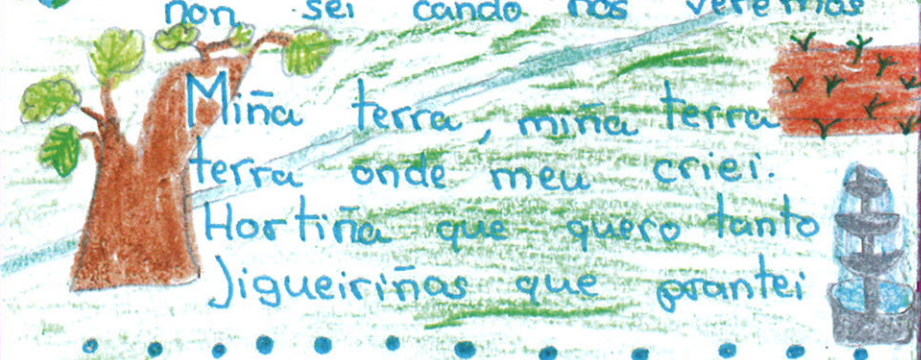 non sei cando nos veremos
Miña terra, miña terra
terra onde meu criei.
Hortiña que quero tanto
Jigueiriñas que prantei